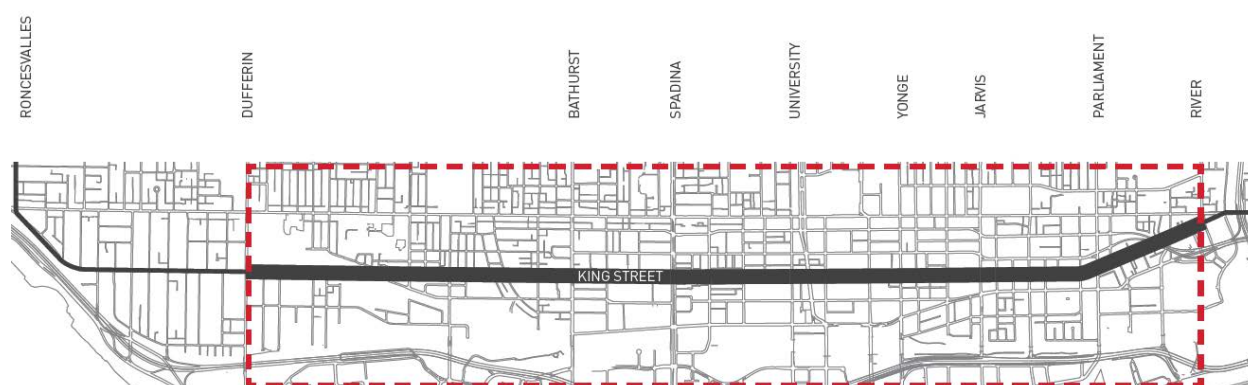 RONCESVALLES
DUFFERIN
BATHURST
SPADINA
UNIVERSITY
YONGE
JARVIS
PARLIAMENT
RIVER
KING STREET